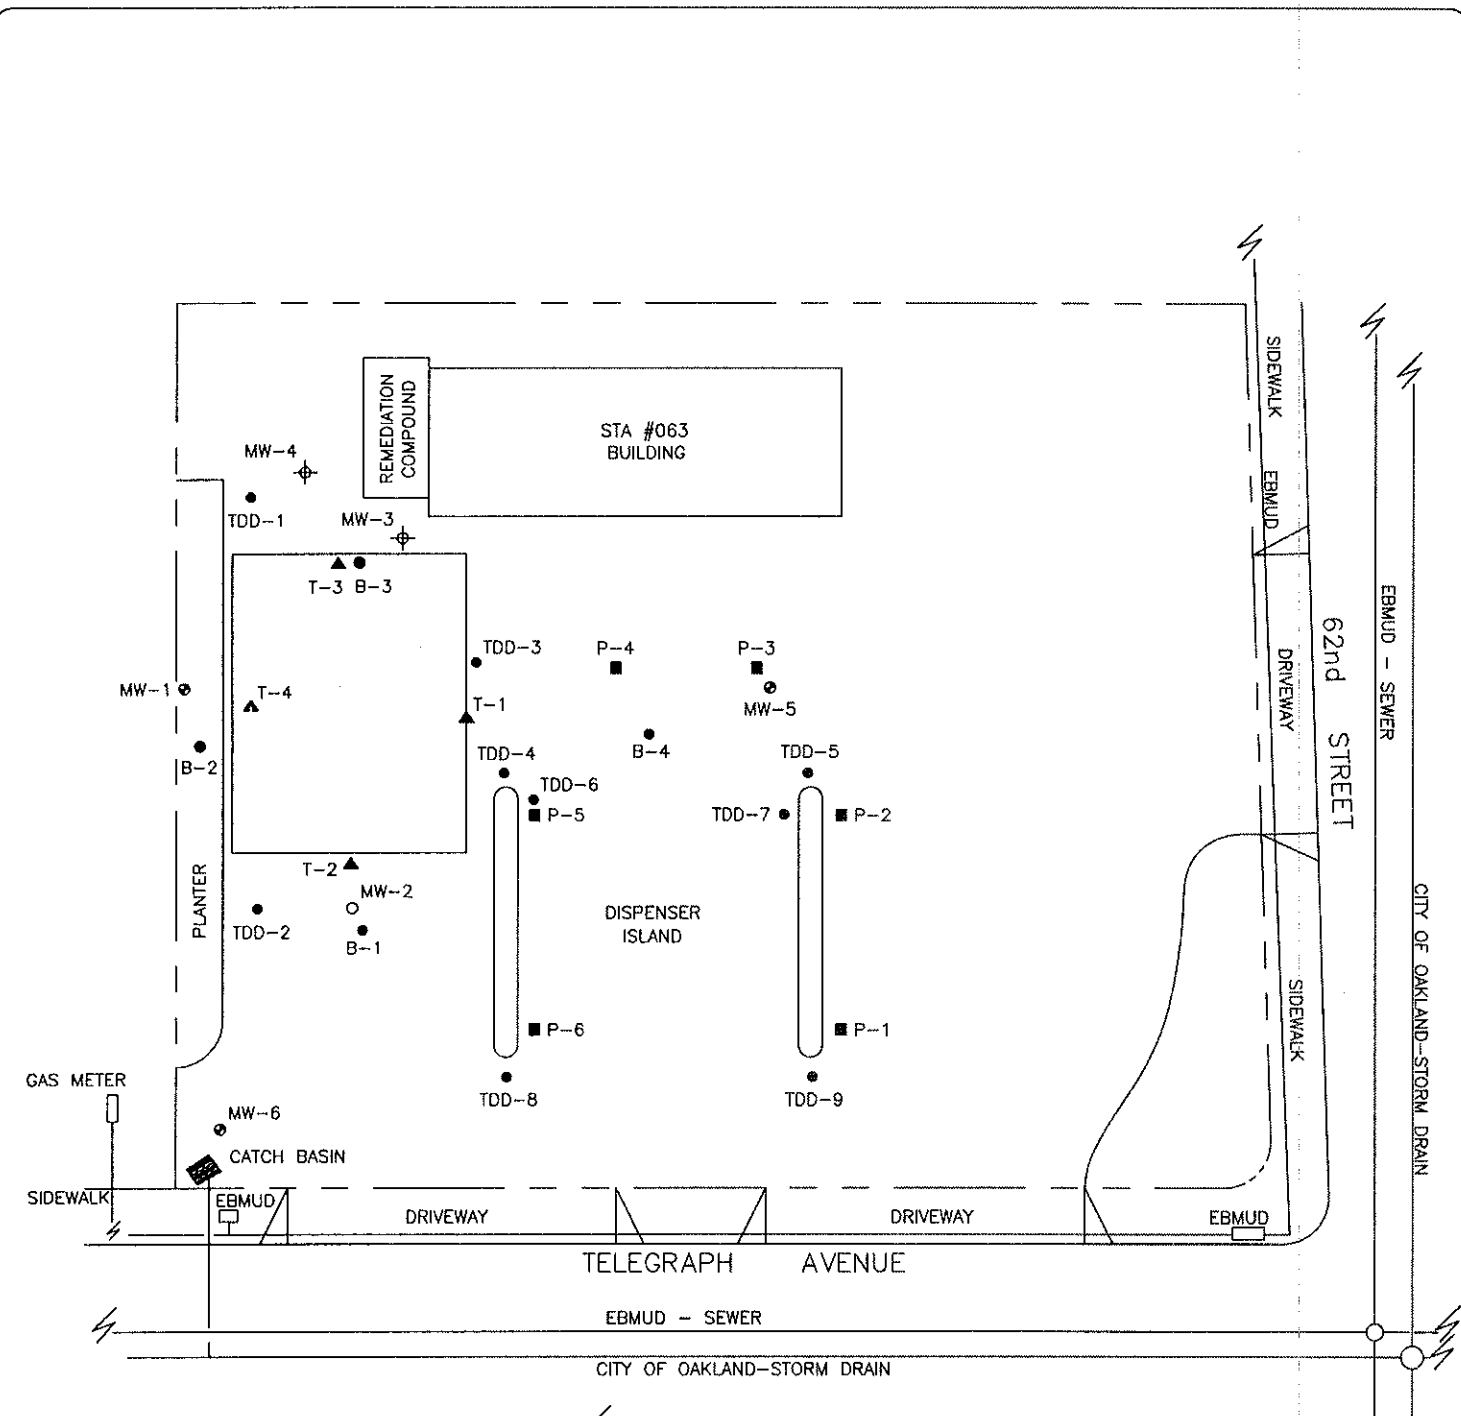 SIDEWALK
REMEDIATION
COMPOUND
STA #063
BUILDING
MW-4
EBMUD
TDD-1
MW-3
T-3
B-3
EBMUD - SEWER
62nd STREET
TDD-3
P-4
P-3
DRIVEWAY
MW-1
T-4
T-1
MW-5
B-2
TDD-4
B-4
TDD-5
TDD-6
P-5
TDD-7
P-2
T-2
MW-2
PLANTER
TDD-2
B-1
DISPENSER
ISLAND
CITY OF OAKLAND-STORM DRAIN
SIDEWALK
P-6
P-1
GAS METER
TDD-8
TDD-9
MW-6
CATCH BASIN
SIDEWALK
EBMUD
DRIVEWAY
DRIVEWAY
EBMUD
TELEGRAPH AVENUE
EBMUD - SEWER
CITY OF OAKLAND-STORM DRAIN